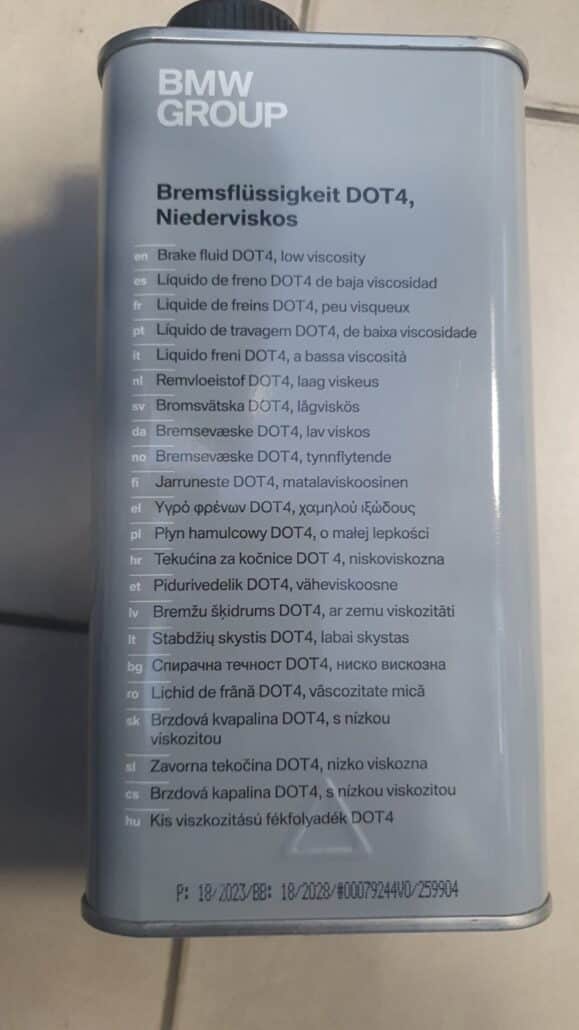 BMW
GROUP
Bremsflüssigkeit DOT4,
Niederviskos
en Brake fluid DOT4, low viscosity
es Líquido de freno DOT4 de baja viscosidad
fr Liquide de freins DOT4, peu visqueux
pt Líquido de travagem DOT4, de baixa viscosidade
it Liquido freni DOT4, a bassa viscosità
nl Remvloeistof DOT4, laag viskeus
sv Bromsvätska DOT4, lågviskös
da Bremsevæske DOT4, lav viskos
no Bremsevæske DOT4, tynnflytende
fi Jarruneste DOT4, matalaviskoosinen
el Υγρό φρένων DOT4, χαμηλού ιξώδους
pl Płyn hamulcowy DOT4, o małej lepkości
hr Tekućina za kočnice DOT 4, niskoviskozna
et Pidurivedelik DOT4, väheviskoosne
lv Bremžu šķidrums DOT4, ar zemu viskozitāti
lt Stabdžių skystis DOT4, labai skystas
bg Спирачна течност DOT4, ниско вискозна
ro Lichid de frână DOT4, vâscozitate mică
sk Brzdová kvapalina DOT4, s nízkou
viskozitou
sl Zavorna tekočina DOT4, nizko viskozna
cs Brzdová kapalina DOT4, s nízkou viskozitou
hu Kis viszkozitású fékfolyadék DOT4
P: 18/2023/BB: 18/2028/#00079244V0/259904